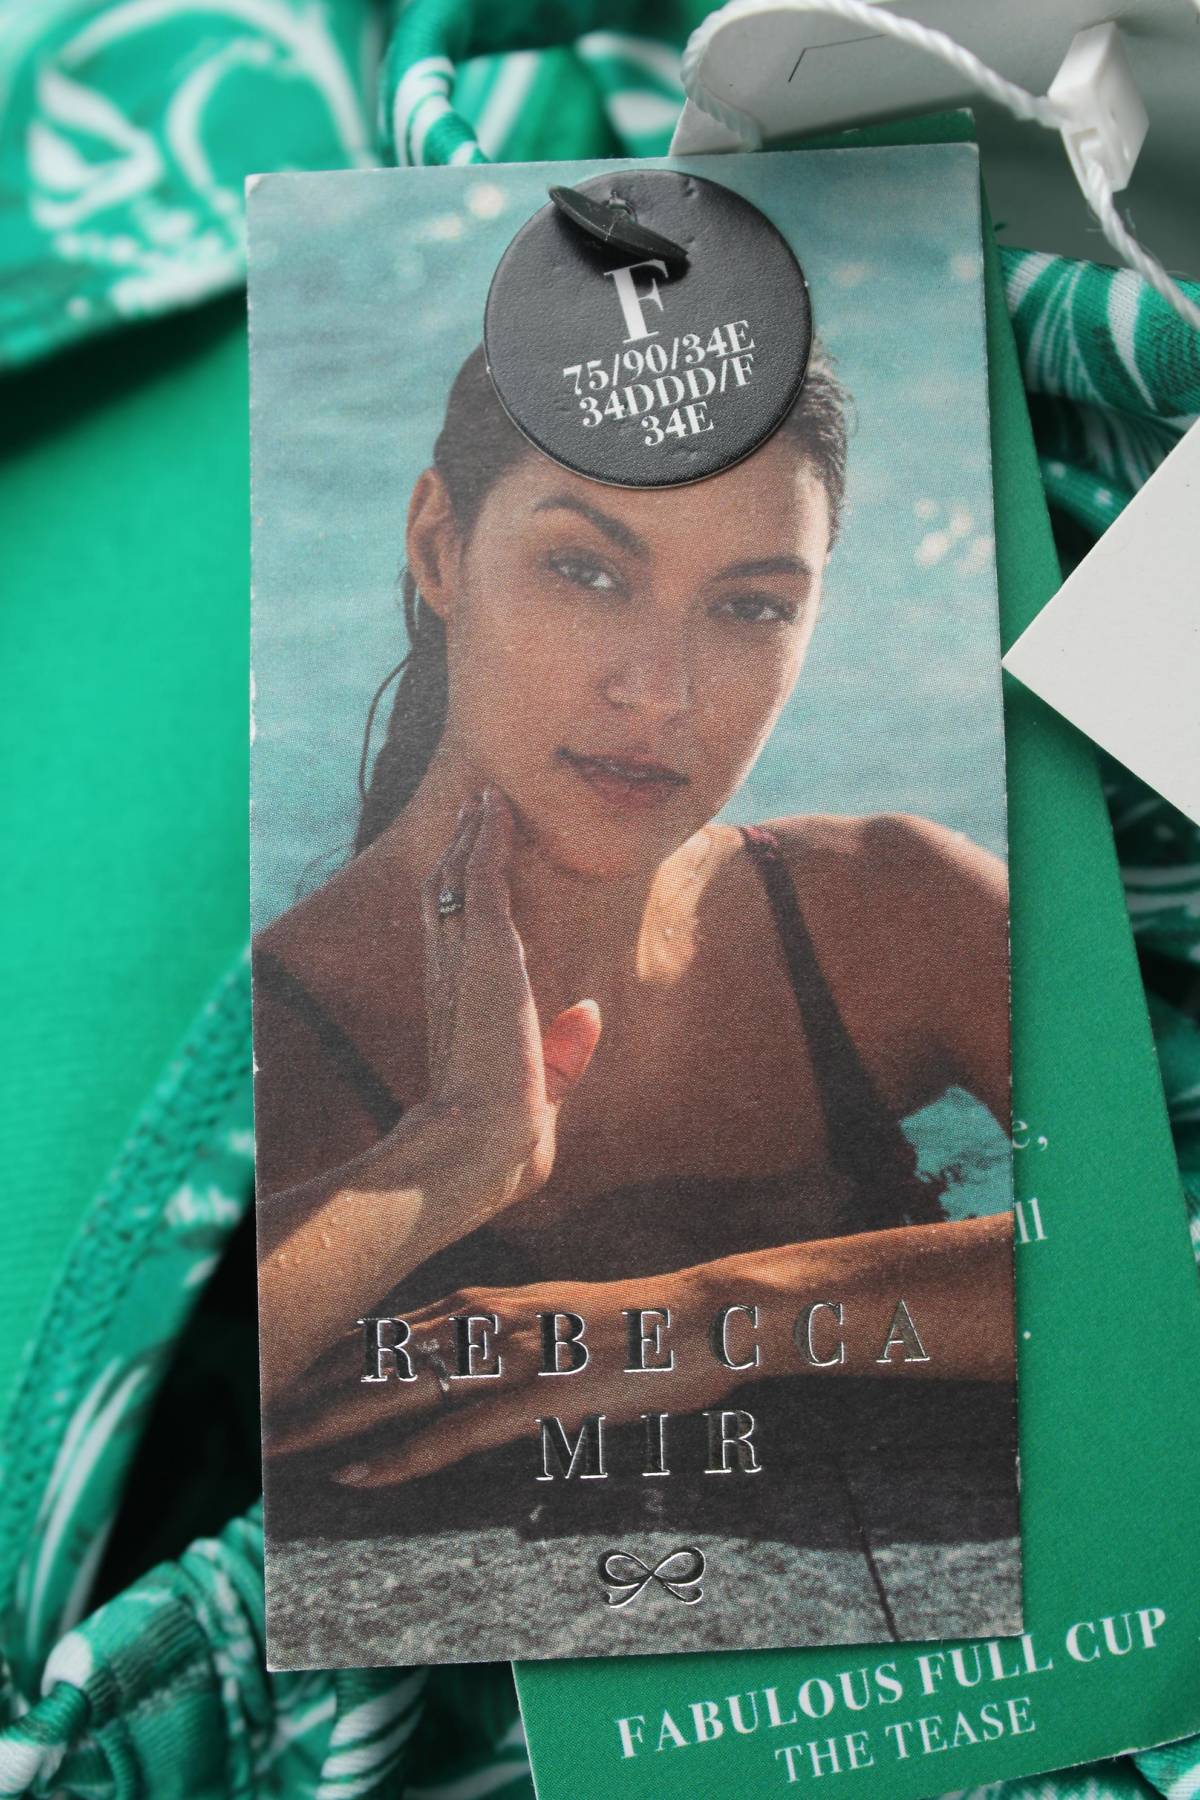 F
75/90/34E
34DDD/F
34E
REBECCA
MIR
FABULOUS FULL CUP
THE TEASE